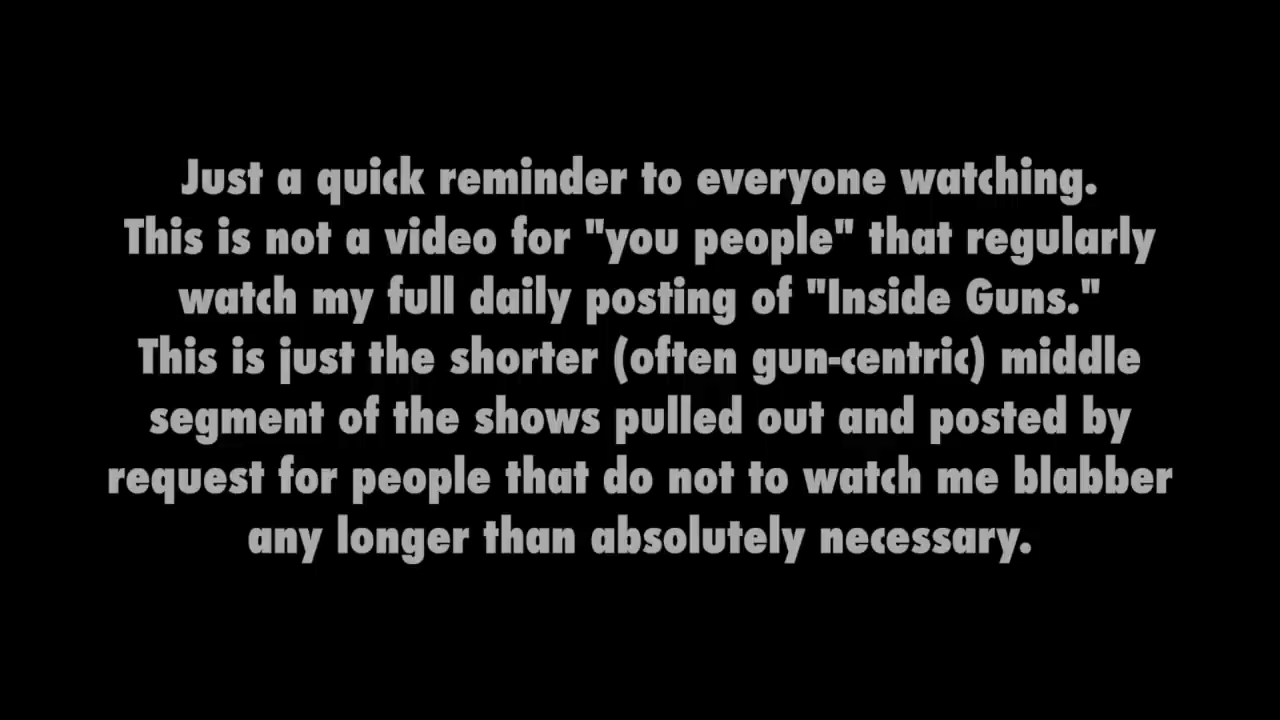 Just a quick reminder to everyone watching.
This is not a video for "you people" that regularly
watch my full daily posting of "Inside Guns."
This is just the shorter (often gun-centric) middle
segment of the shows pulled out and posted by
request for people that do not to watch me blabber
any longer than absolutely necessary.